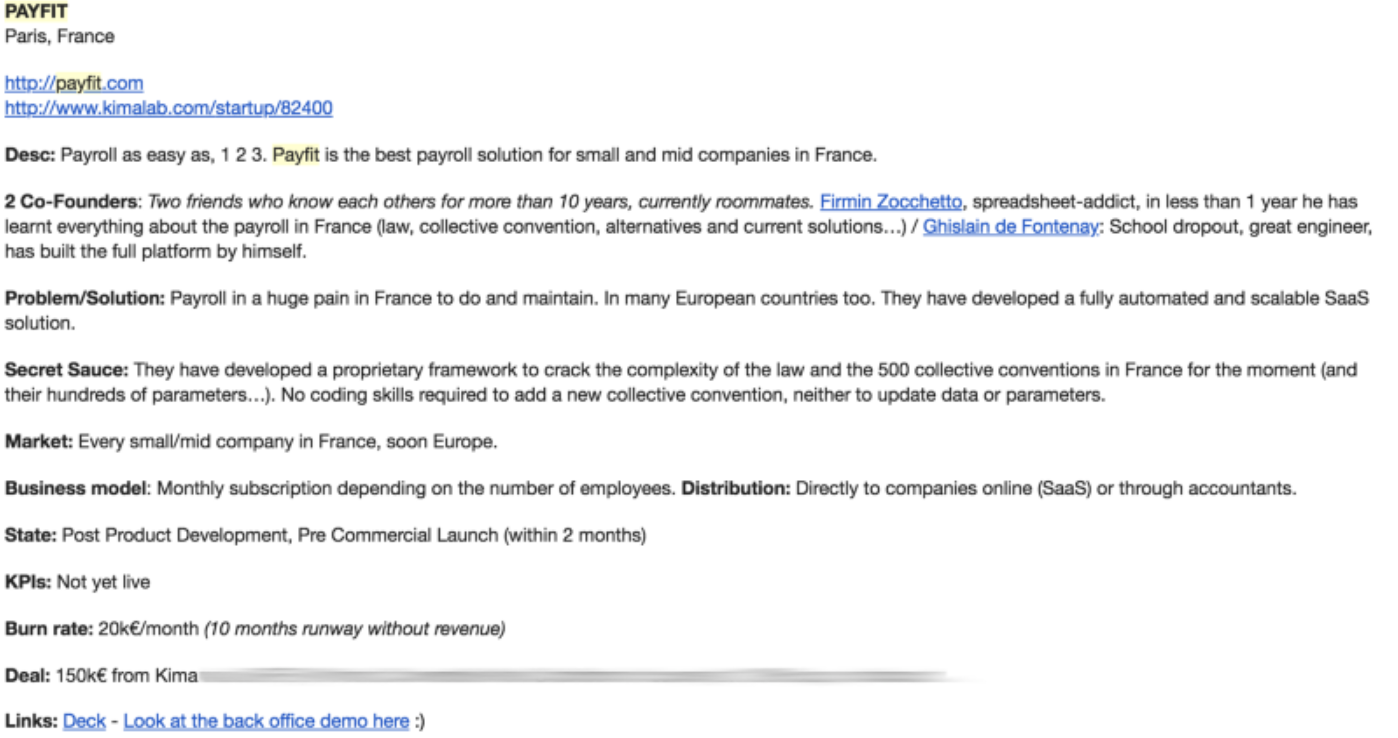 PAYFIT
Paris, France
http://payfit.com
http://www.kimalab.com/startup/82400
Desc: Payroll as easy as, 1 2 3. Payfit is the best payroll solution for small and mid companies in France.
2 Co-Founders: Two friends who know each others for more than 10 years, currently roommates. Firmin Zocchetto, spreadsheet-addict, in less than 1 year he has
learnt everything about the payroll in France (law, collective convention, alternatives and current solutions...) / Ghislain de Fontenay: School dropout, great engineer,
has built the full platform by himself.
Problem/Solution: Payroll in a huge pain in France to do and maintain. In many European countries too. They have developed a fully automated and scalable SaaS
solution.
Secret Sauce: They have developed a proprietary framework to crack the complexity of the law and the 500 collective conventions in France for the moment (and
their hundreds of parameters...). No coding skills required to add a new collective convention, neither to update data or parameters.
Market: Every small/mid company in France, soon Europe.
Business model: Monthly subscription depending on the number of employees. Distribution: Directly to companies online (SaaS) or through accountants.
State: Post Product Development, Pre Commercial Launch (within 2 months)
KPIs: Not yet live
Burn rate: 20k€/month (10 months runway without revenue)
Deal: 150k€ from Kima
Links: Deck - Look at the back office demo here :)